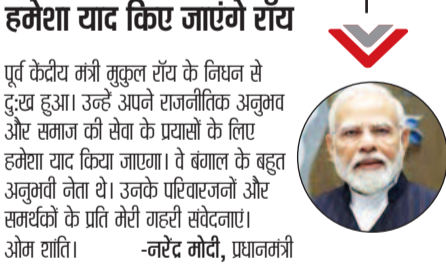 हमेशा याद किए जाएंगे रॉय
पूर्व केंद्रीय मंत्री मुकुल रॉय के निधन से
दु:ख हुआ। उन्हें अपने राजनीतिक अनुभव
और समाज की सेवा के प्रयासों के लिए
हमेशा याद किया जाएगा। वे बंगाल के बहुत
अनुभवी नेता थे। उनके परिवारजनों और
समर्थकों के प्रति मेरी गहरी संवेदनाएं।
ओम शांति। -नरेंद्र मोदी, प्रधानमंत्री